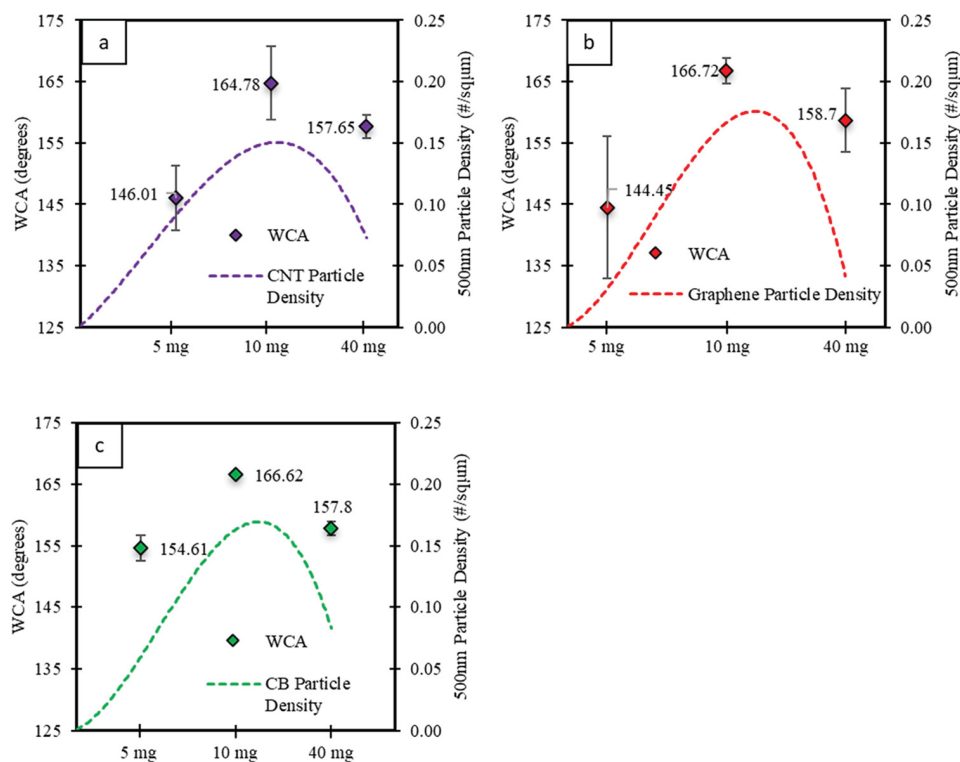 a
175
165
155
145
135
125
WCA (degrees)
164.78
157.65
146.01
WCA
CNT Particle
Density
5 mg
10 mg
40 mg
0.25
0.20
0.15
0.10
0.05
0.00
500nm Particle Density (#/squm)
b
175
165
155
145
135
125
WCA (degrees)
166.72
158.7
144.45
WCA
Graphene Particle Density
5 mg
10 mg
40 mg
0.25
0.20
0.15
0.10
0.05
0.00
500nm Particle Density (#/squm)
c
175
165
155
145
135
125
WCA (degrees)
166.62
157.8
154.61
WCA
CB Particle
Density
5 mg
10 mg
40 mg
0.25
0.20
0.15
0.10
0.05
0.00
500nm Particle Density (#/squm)